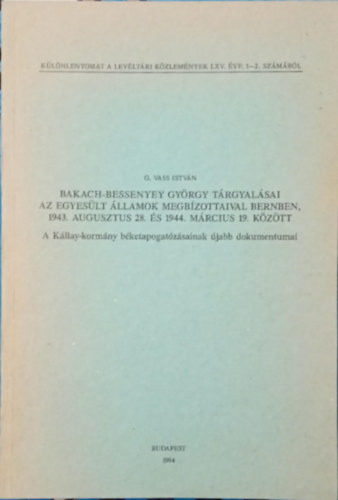 KÜLÖNLENYOMAT A LEVÉLTÁRI KÖZLEMÉNYEK LXV. ÉVF. 1–2. SZÁMÁBÓL
G. VASS ISTVÁN
BAKACH-BESSENYEY GYÖRGY TÁRGYALÁSAI
AZ EGYESÜLT ÁLLAMOK MEGBÍZOTTAIVAL BERNBEN,
1943. AUGUSZTUS 28. ÉS 1944. MÁRCIUS 19. KÖZÖTT
A Kállay-kormány béketapogatózásainak újabb dokumentumai
BUDAPEST
1994